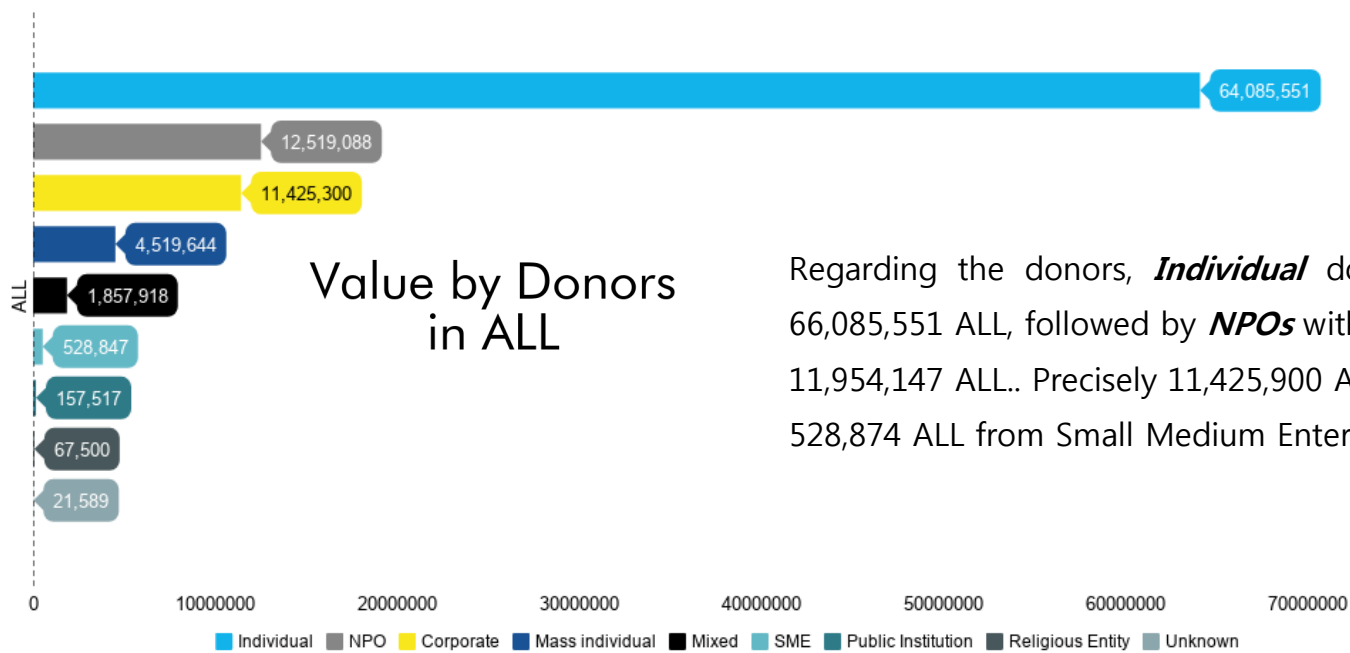 64,085,551
12,519,088
11,425,300
4,519,644
ALL
1,857,918
528,847
157,517
67,500
21,589
Value by Donors
in ALL
Regarding the donors, Individual
66,085,551 ALL, followed by NPOs
11,954,147 ALL.. Precisely 11,425,900
528,874 ALL from Small Medium
0 10000000 20000000 30000000 40000000 50000000 60000000 70000000
Individual NPO Corporate Mass individual Mixed SME Public Institution Religious Entity Unknown